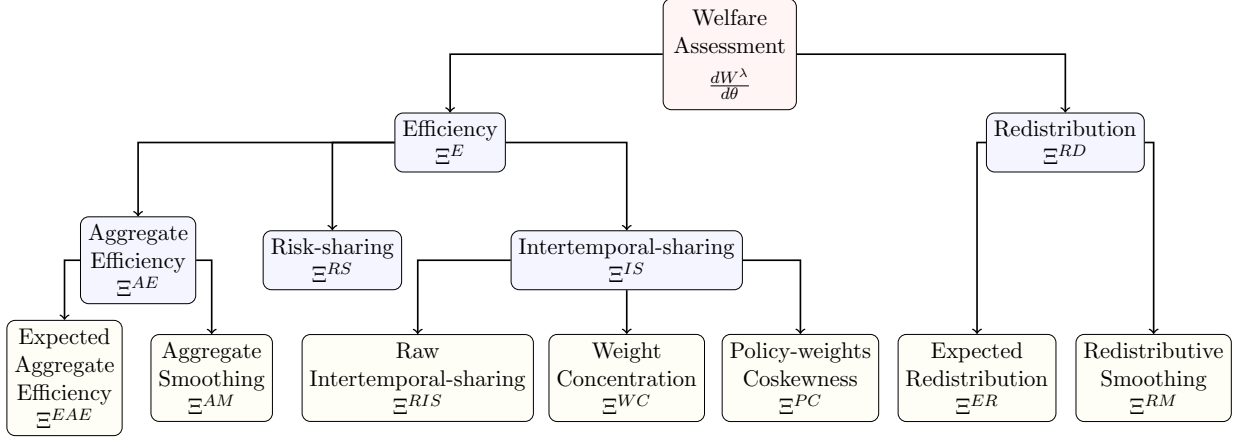 Welfare
Assessment
dW^λ/dθ
Efficiency
Ξ^E
Redistribution
Ξ^{RD}
Aggregate
Efficiency
Ξ^{AE}
Risk-sharing
Ξ^{RS}
Intertemporal-sharing
Ξ^{IS}
Expected
Aggregate
Efficiency
Ξ^{EAE}
Aggregate
Smoothing
Ξ^{AM}
Raw
Intertemporal-sharing
Ξ^{RIS}
Weight
Concentration
Ξ^{WC}
Policy-weights
Coskewness
Ξ^{PC}
Expected
Redistribution
Ξ^{ER}
Redistributive
Smoothing
Ξ^{RM}